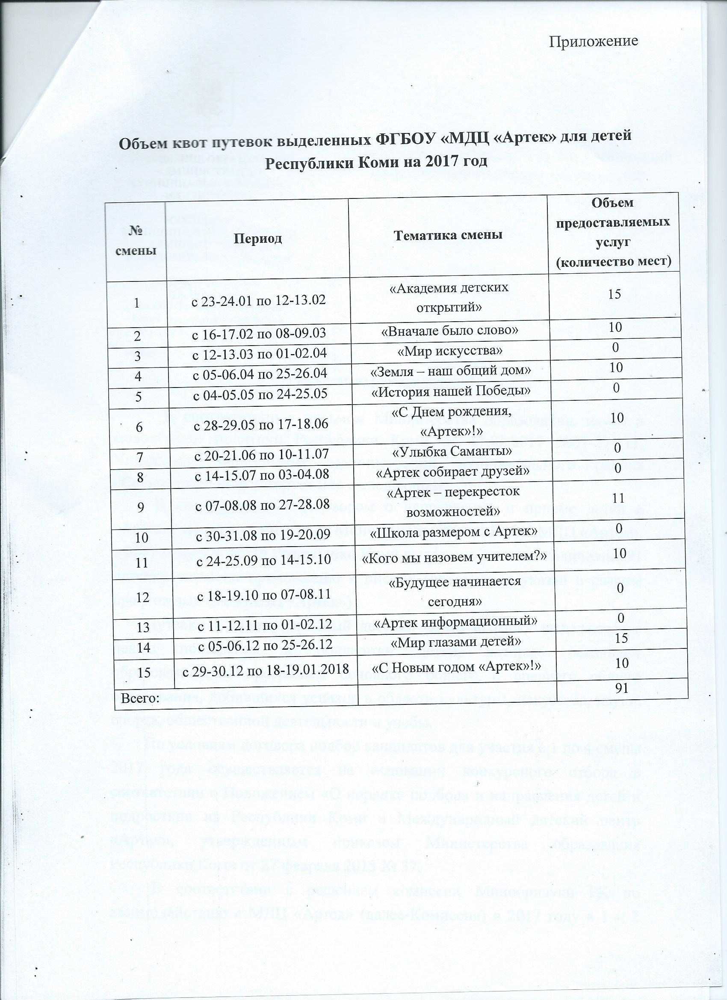 Приложение
Объем квот путевок выделенных ФГБОУ «МДЦ «Артек» для детей
Республики Коми на 2017 год
№ смены Период Тематика смены Объем предоставляемых услуг (количество мест)
1 с 23-24.01 по 12-13.02 «Академия детских открытий» 15
2 с 16-17.02 по 08-09.03 «Вначале было слово» 10
3 с 12-13.03 по 01-02.04 «Мир искусства» 0
4 с 05-06.04 по 25-26.04 «Земля – наш общий дом» 10
5 с 04-05.05 по 24-25.05 «История нашей Победы» 0
6 с 28-29.05 по 17-18.06 «С Днем рождения, «Артек»!» 10
7 с 20-21.06 по 10-11.07 «Улыбка Саманты» 0
8 с 14-15.07 по 03-04.08 «Артек собирает друзей» 0
9 с 07-08.08 по 27-28.08 «Артек – перекресток возможностей» 11
10 с 30-31.08 по 19-20.09 «Школа размером с Артек» 0
11 с 24-25.09 по 14-15.10 «Кого мы назовем учителем?» 10
12 с 18-19.10 по 07-08.11 «Будущее начинается сегодня» 0
13 с 11-12.11 по 01-02.12 «Артек информационный» 0
14 с 05-06.12 по 25-26.12 «Мир глазами детей» 15
15 с 29-30.12 по 18-19.01.2018 «С Новым годом «Артек»!» 10
Всего: 91